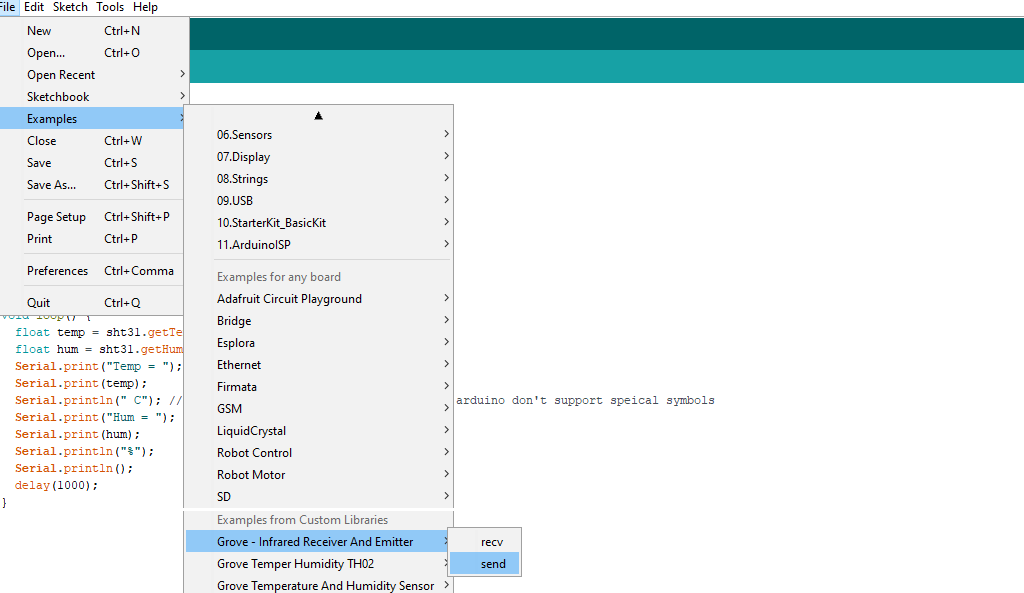 File Edit Sketch Tools Help
New Ctrl+N
Open... Ctrl+O
Open Recent
Sketchbook
Examples
Close Ctrl+W
Save Ctrl+S
Save As... Ctrl+Shift+S
Page Setup Ctrl+Shift+P
Print Ctrl+P
Preferences Ctrl+Comma
Quit Ctrl+Q
06.Sensors
07.Display
08.Strings
09.USB
10.StarterKit_BasicKit
11.ArduinoISP
Examples for any board
Adafruit Circuit Playground
Bridge
Esplora
Ethernet
Firmata
GSM
LiquidCrystal
Robot Control
Robot Motor
SD
Examples from Custom Libraries
Grove - Infrared Receiver And Emitter
Grove Temper Humidity TH02
Grove Temperature And Humidity Sensor
recv
send
void loop() {
float temp = sht31.getTe
float hum = sht31.getHum
Serial.print("Temp = ");
Serial.print(temp);
Serial.println(" C"); // arduino don't support speical symbols
Serial.print("Hum = ");
Serial.print(hum);
Serial.println("%");
Serial.println();
delay(1000);
}